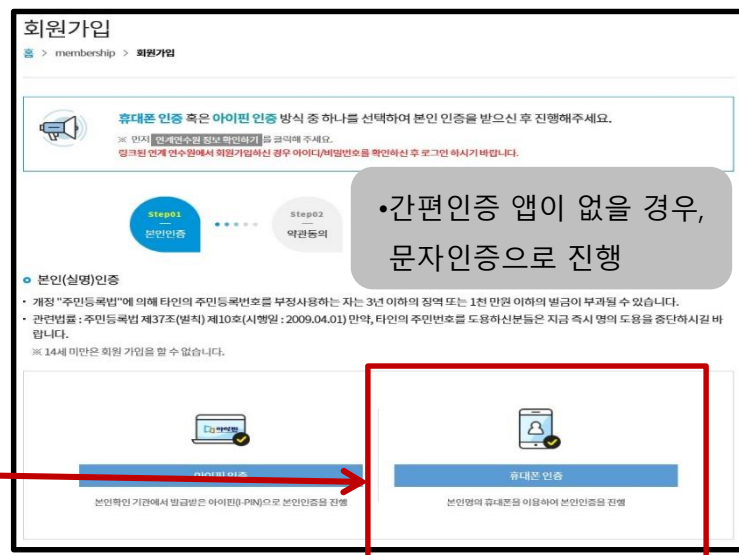 회원가입
홈 > membership > 회원가입
휴대폰 인증 혹은 아이핀 인증 방식 중 하나를 선택하여 본인 인증을 받으신 후 진행해주세요.
※ 먼저 연계연수원 정보 확인하기 를 클릭해 주세요.
링크된 연계 연수원에서 회원가입하신 경우 아이디/비밀번호를 확인하신 후 로그인 하시기 바랍니다.
Step01
본인인증
Step02
약관동의
•간편인증 앱이 없을 경우,
문자인증으로 진행
본인(실명)인증
• 개정 "주민등록법"에 의해 타인의 주민등록번호를 부정사용하는 자는 3년 이하의 징역 또는 1천 만원 이하의 벌금이 부과될 수 있습니다.
• 관련법률 : 주민등록법 제37조(벌칙) 제10호(시행일 : 2009.04.01) 만약, 타인의 주민번호를 도용하신분들은 지금 즉시 명의 도용을 중단하시길 바
랍니다.
※ 14세 미만은 회원 가입을 할 수 없습니다.
아이핀
아이핀 인증
휴대폰 인증
본인확인 기관에서 발급받은 아이핀(I-PIN)으로 본인인증을 진행
본인명의 휴대폰을 이용하여 본인인증을 진행